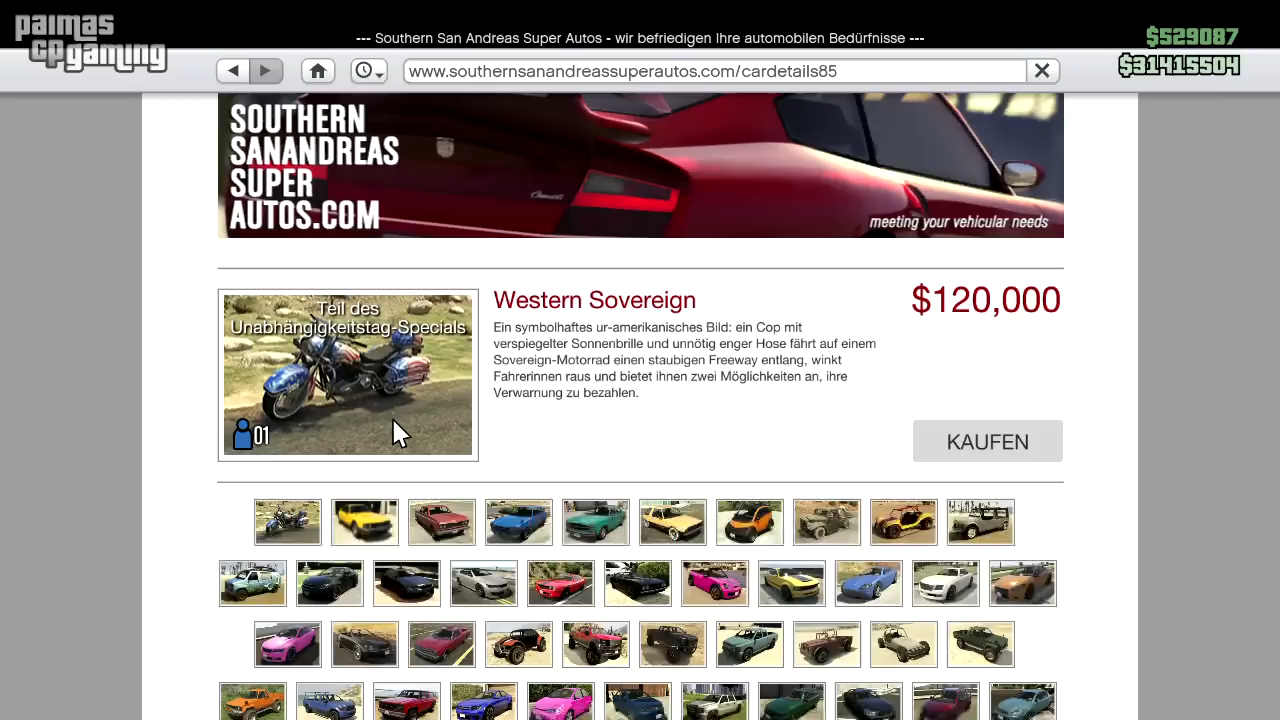 paimas
cp
gaming
--- Southern San Andreas Super Autos - wir befriedigen Ihre automobilen Bedürfnisse ---
$529087
$31415504
www.southernsanandreassuperautos.com/cardetails85
SOUTHERN
SANANDREAS
SUPER
AUTOS.COM
meeting your vehicular needs
Teil des
Unabhängigkeitstag-Specials
01
Western Sovereign
$120,000
Ein symbolhaftes ur-amerikanisches Bild: ein Cop mit
verspiegelter Sonnenbrille und unnötig enger Hose fährt auf einem
Sovereign-Motorrad einen staubigen Freeway entlang, winkt
Fahrerinnen raus und bietet ihnen zwei Möglichkeiten an, ihre
Verwarnung zu bezahlen.
KAUFEN